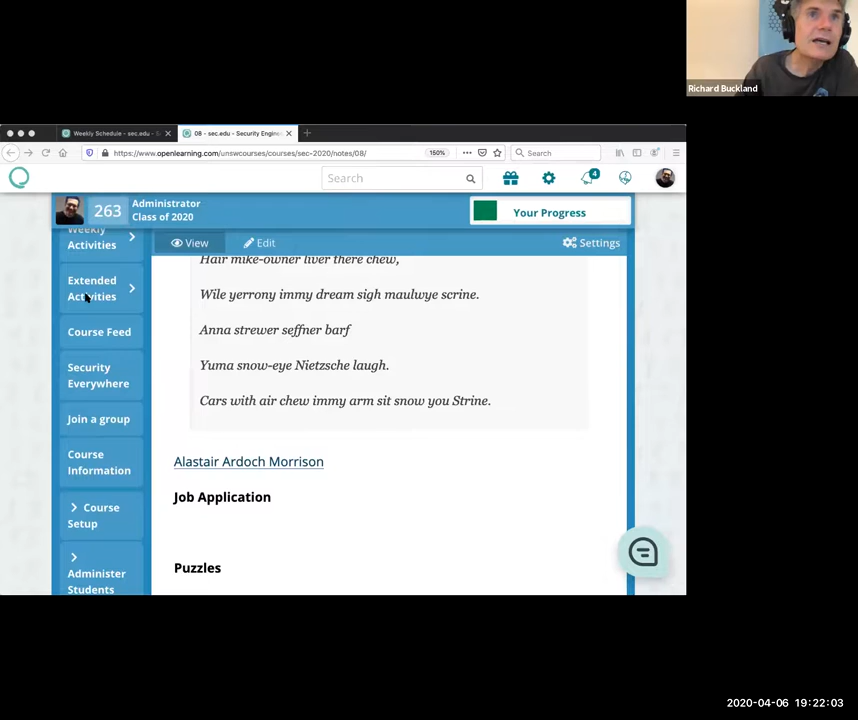 Richard Buckland
Weekly Schedule - sec.edu - S
08 - sec.edu - Security Engine
https://www.openlearning.com/unswcourses/courses/sec-2020/notes/08/
150%
Search
Search
4
263
Administrator
Class of 2020
Your Progress
View
Edit
Settings
Weekly
Activities
Extended
Activities
Course Feed
Security
Everywhere
Join a group
Course
Information
Course
Setup
Administer
Students
Hair mike-owner liver there chew,
Wile yerrony immy dream sigh maulwye scrine.
Anna strewer seffner barf
Yuma snow-eye Nietzsche laugh.
Cars with air chew immy arm sit snow you Strine.
Alastair Ardoch Morrison
Job Application
Puzzles
2020-04-06 19:22:03